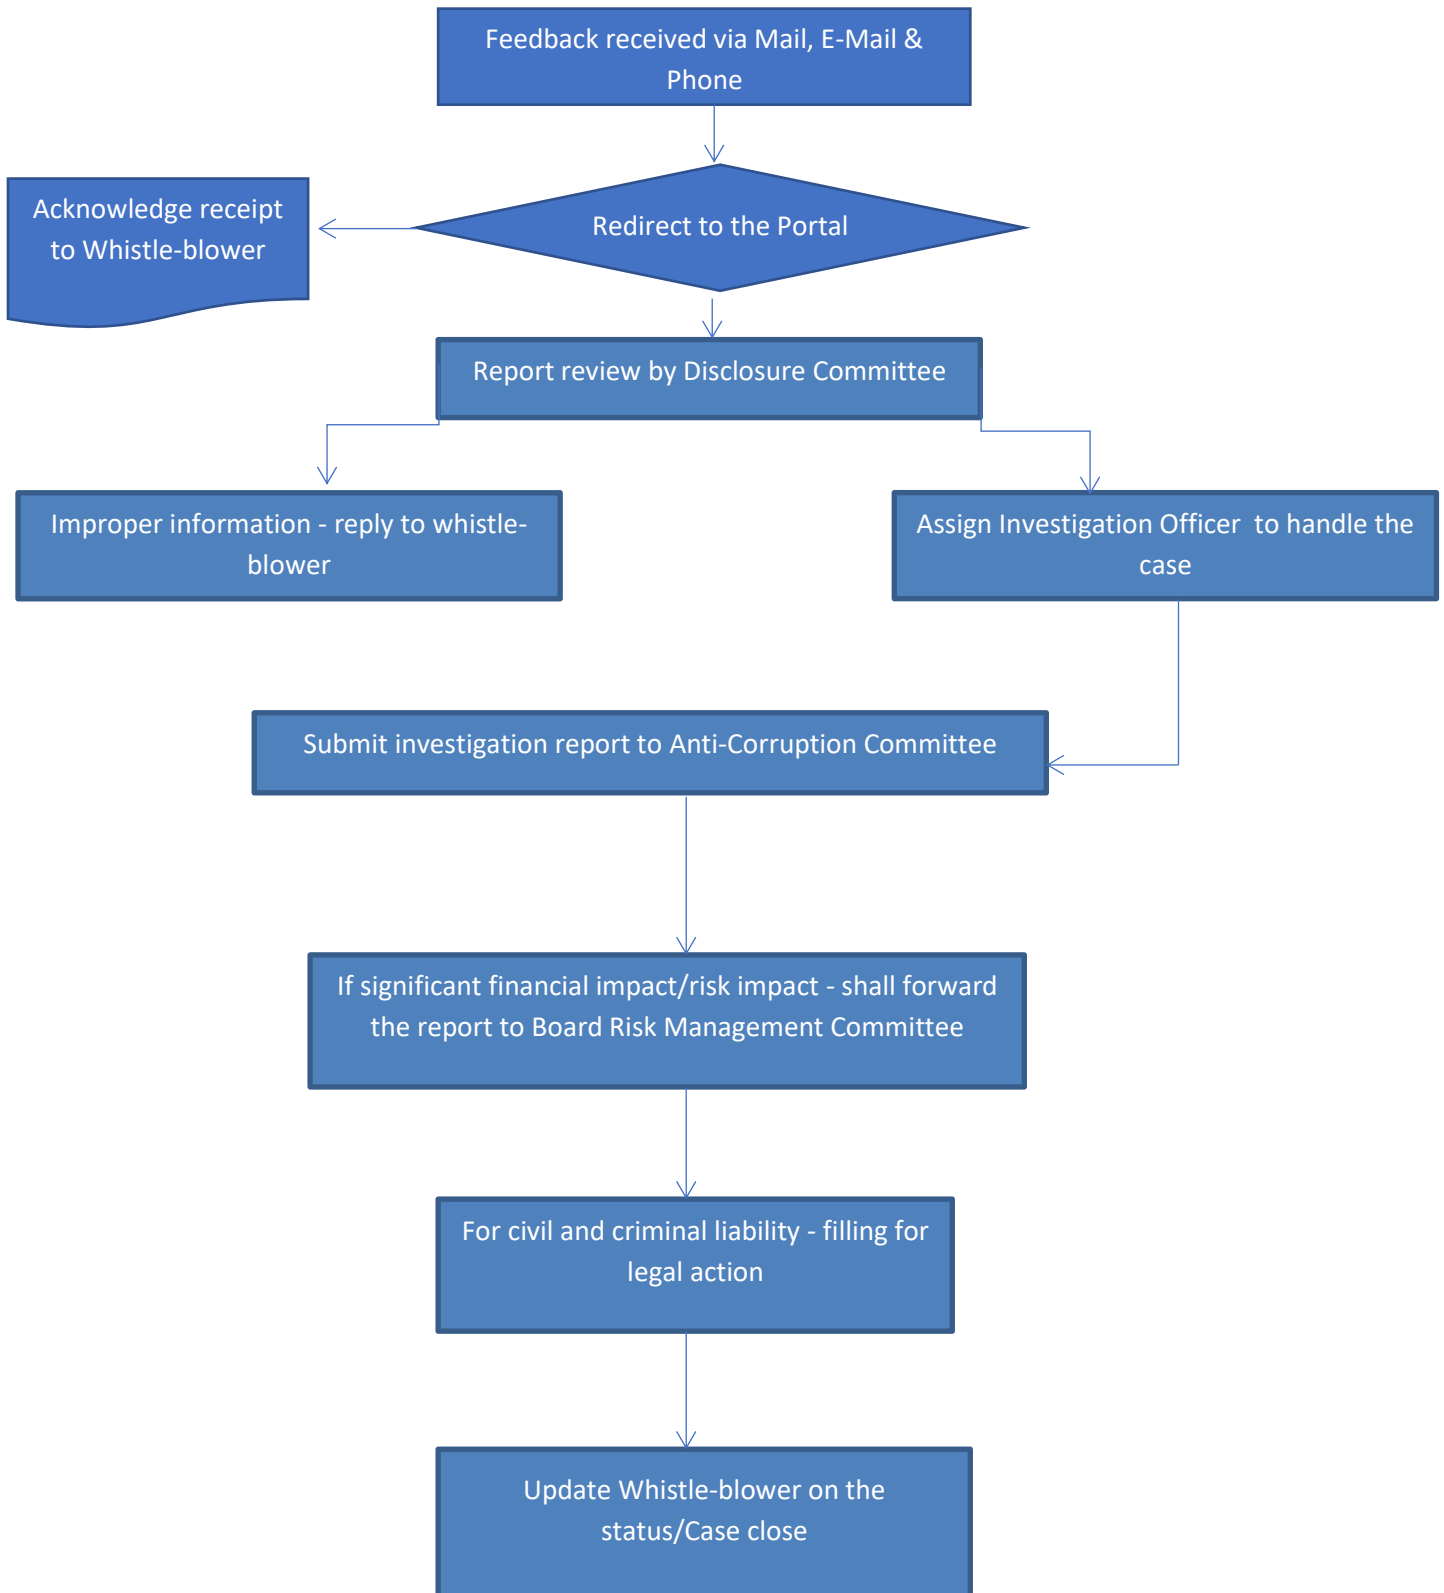 Feedback received via Mail, E-Mail &
Phone
Redirect to the Portal
Acknowledge receipt
to Whistle-blower
Report review by Disclosure Committee
Improper information - reply to whistle-
blower
Assign Investigation Officer  to handle the
case
Submit investigation report to Anti-Corruption Committee
If significant financial impact/risk impact - shall forward
the report to Board Risk Management Committee
For civil and criminal liability - filling for
legal action
Update Whistle-blower on the
status/Case close